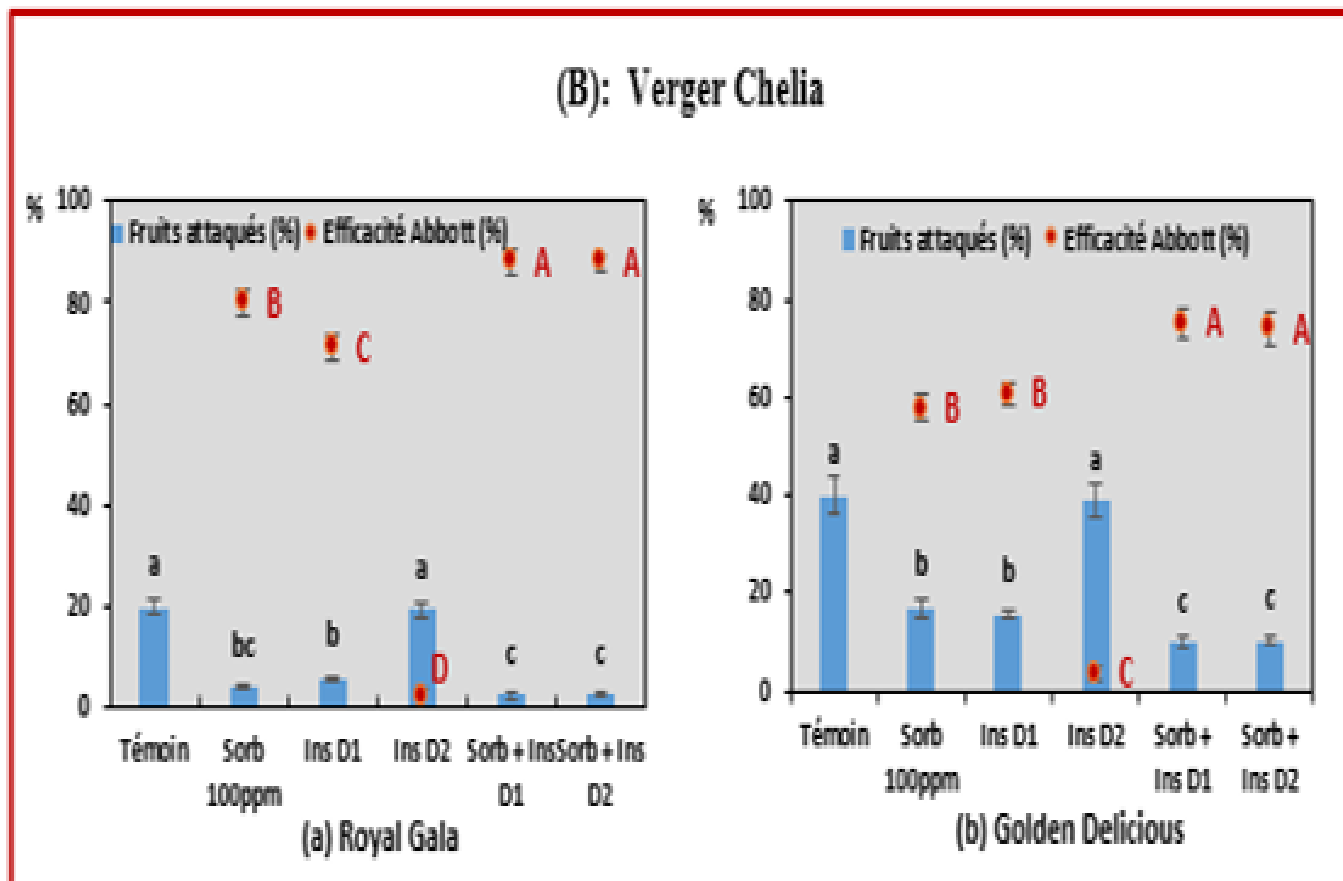 (B): Verger Chelia
%
100
80
60
40
20
0
Fruits attaqués (%) Efficacité Abbott (%)
a
bc
b
a
c
c
B
C
D
A
A
Témoin Sorb Ins D1 Ins D2 Sorb + Ins Sorb + Ins
100ppm D1 D2
(a) Royal Gala
%
100
80
60
40
20
0
Fruits attaqués (%) Efficacité Abbott (%)
a
b
b
a
c
c
B
B
C
A
A
Témoin Sorb Ins D1 Ins D2 Sorb + Sorb +
100ppm Ins D1 Ins D2
(b) Golden Delicious